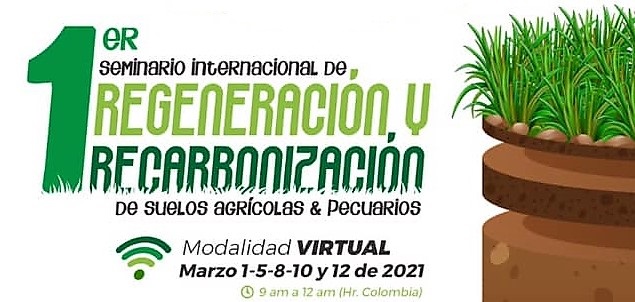 1ER
SEMINARIO INTERNACIONAL DE
REGENERACIÓN, Y
RECARBONIZACIÓN
DE SUELOS AGRÍCOLAS & PECUARIOS
Modalidad VIRTUAL
Marzo 1-5-8-10 y 12 de 2021
9 am a 12 am (Hr. Colombia)